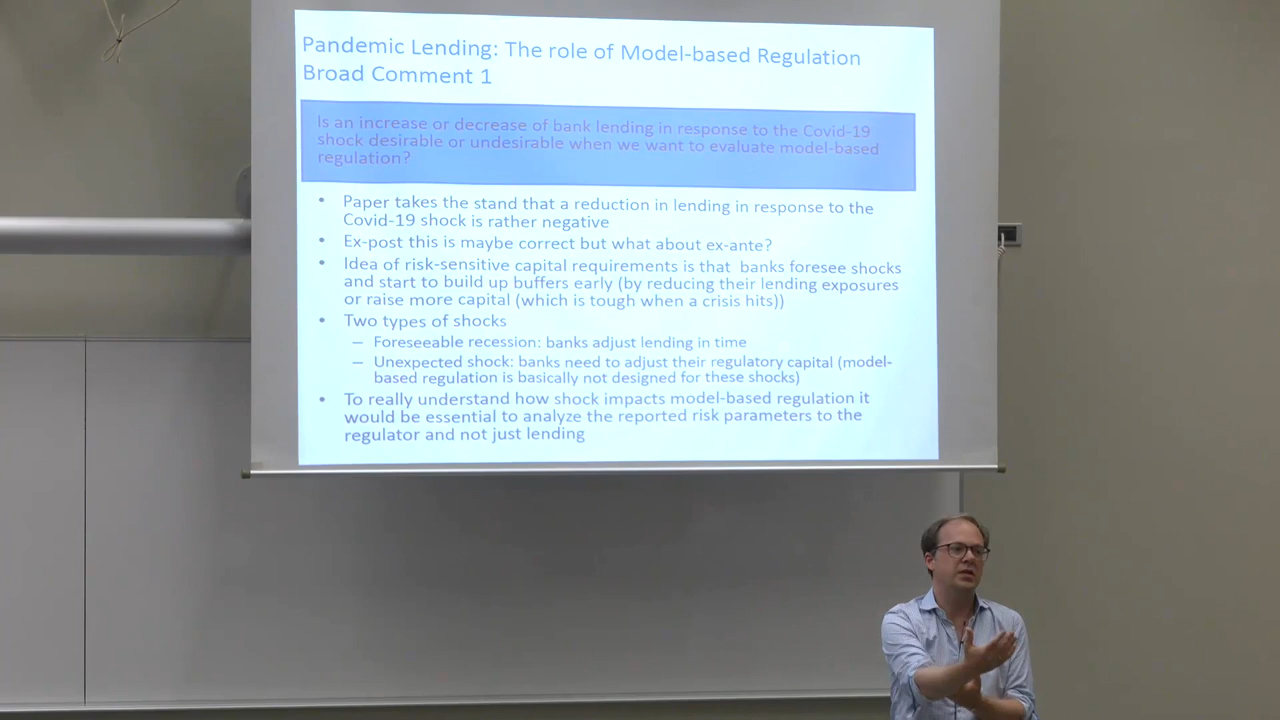 Pandemic Lending: The role of Model-based Regulation
Broad Comment 1
Is an increase or decrease of bank lending in response to the Covid-19
shock desirable or undesirable when we want to evaluate model-based
regulation?
• Paper takes the stand that a reduction in lending in response to the
Covid-19 shock is rather negative
• Ex-post this is maybe correct but what about ex-ante?
• Idea of risk-sensitive capital requirements is that banks foresee shocks
and start to build up buffers early (by reducing their lending exposures
or raise more capital (which is tough when a crisis hits))
• Two types of shocks
– Foreseeable recession: banks adjust lending in time
– Unexpected shock: banks need to adjust their regulatory capital (model-
based regulation is basically not designed for these shocks)
• To really understand how shock impacts model-based regulation it
would be essential to analyze the reported risk parameters to the
regulator and not just lending